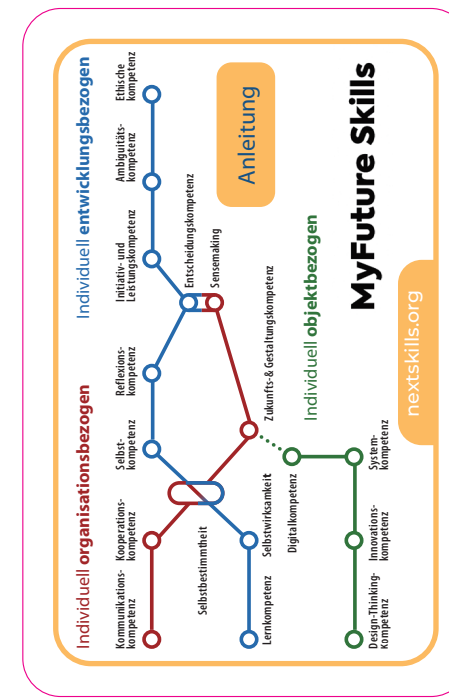 Individuell organisationsbezogen
Individuell entwicklungsbezogen
Kommunikations-
kompetenz
Kooperations-
kompetenz
Selbst-
kompetenz
Reflexions-
kompetenz
Initiativ- und
Leistungskompetenz
Ambiguitäts-
kompetenz
Ethische
kompetenz
Selbstbestimmtheit
Entscheidungskompetenz
Sensemaking
Anleitung
Lernkompetenz
Selbstwirksamkeit
Zukunfts- & Gestaltungskompetenz
Digitalkompetenz
Individuell objektbezogen
Design-Thinking-
Kompetenz
Innovations-
kompetenz
System-
kompetenz
MyFuture Skills
nextskills.org